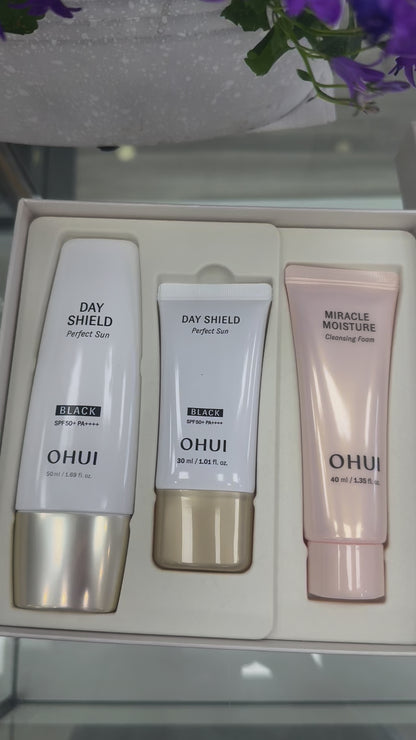 DAY
SHIELD
Perfect Sun
BLACK
SPF50+ PA++++
OHUI
50 ml / 1.69 fl. oz.
DAY SHIELD
Perfect Sun
BLACK
SPF50+ PA++++
OHUI
30 ml / 1.01 fl. oz.
MIRACLE
MOISTURE
Cleansing Foam
OHUI
40 ml / 1.35 fl. oz.